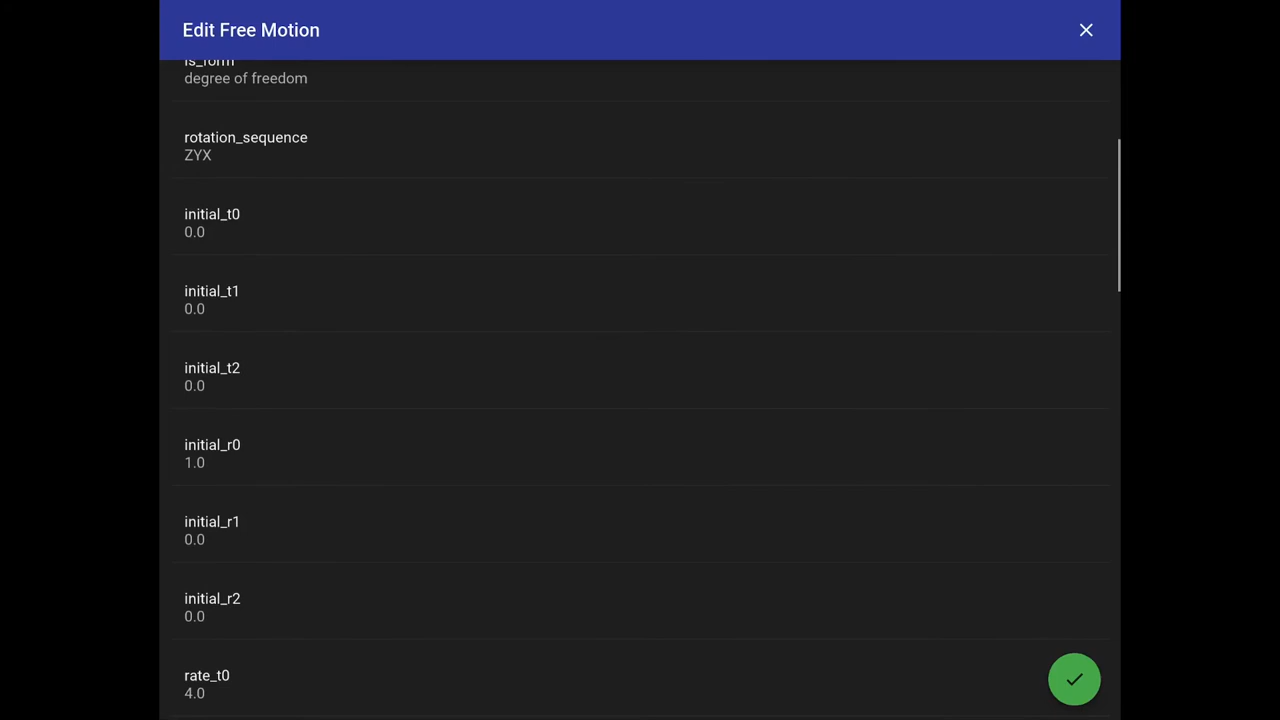 Edit Free Motion
is_form
degree of freedom
rotation_sequence
ZYX
initial_t0
0.0
initial_t1
0.0
initial_t2
0.0
initial_r0
1.0
initial_r1
0.0
initial_r2
0.0
rate_t0
4.0